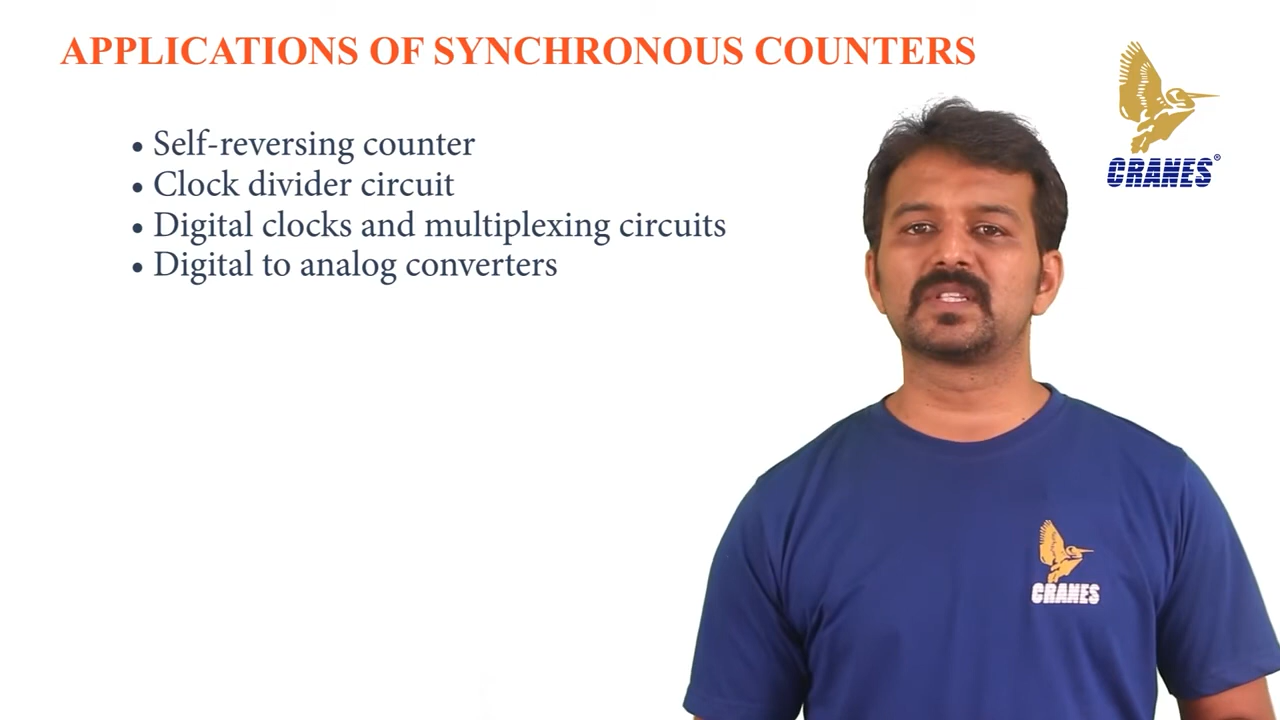 APPLICATIONS OF SYNCHRONOUS COUNTERS
• Self-reversing counter
• Clock divider circuit
• Digital clocks and multiplexing circuits
• Digital to analog converters
CRANES®
CRANES